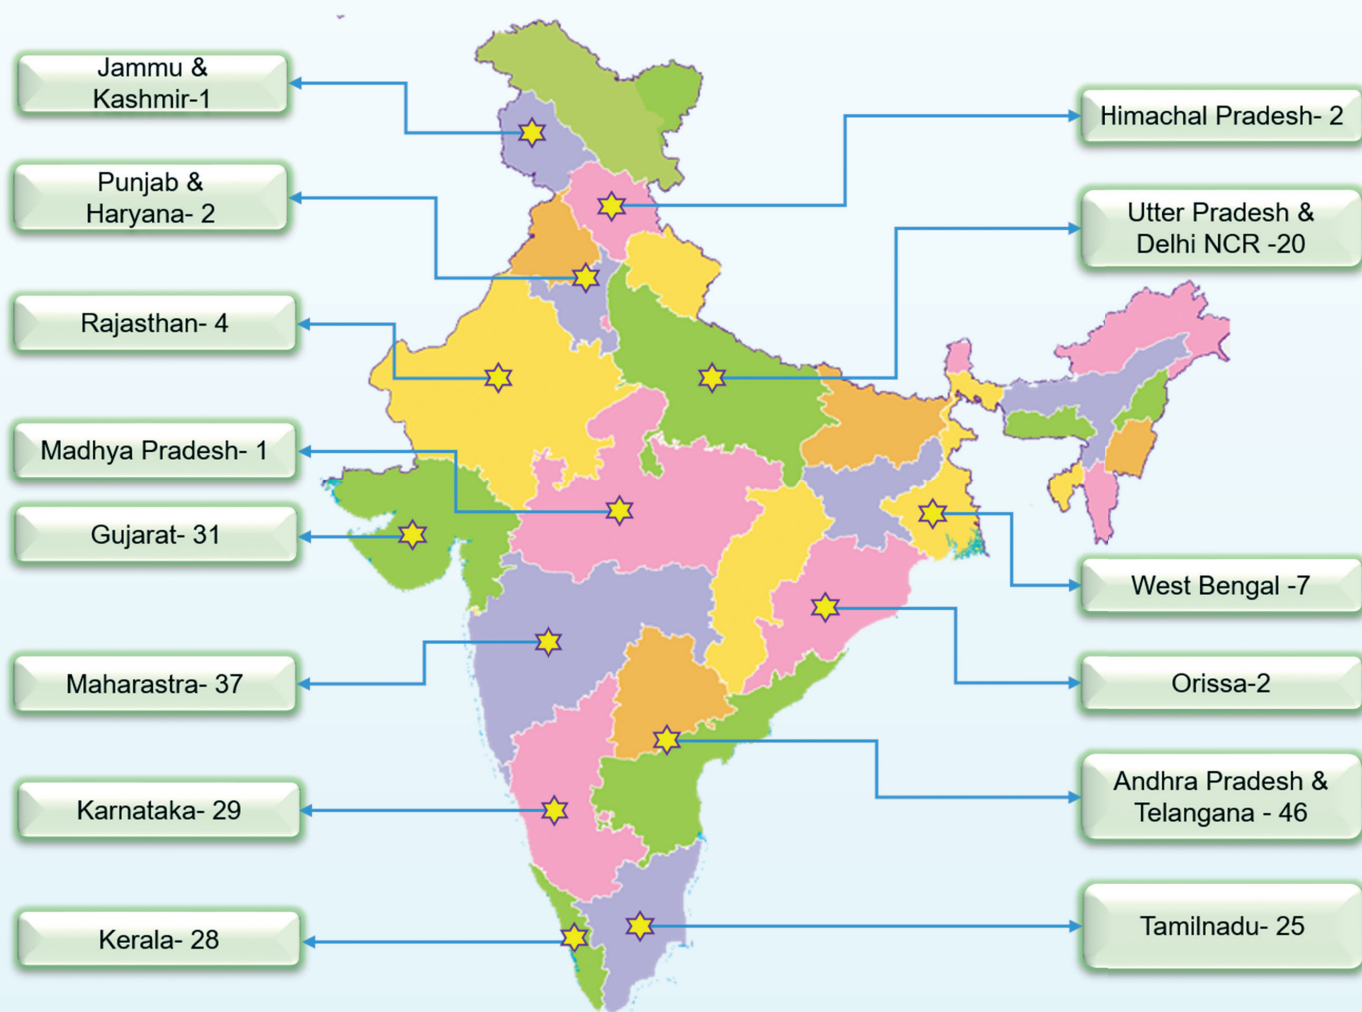 Jammu &
Kashmir-1
Punjab &
Haryana- 2
Rajasthan- 4
Madhya Pradesh- 1
Gujarat- 31
Maharastra- 37
Karnataka- 29
Kerala- 28
Himachal Pradesh- 2
Utter Pradesh &
Delhi NCR -20
West Bengal -7
Orissa-2
Andhra Pradesh &
Telangana - 46
Tamilnadu- 25